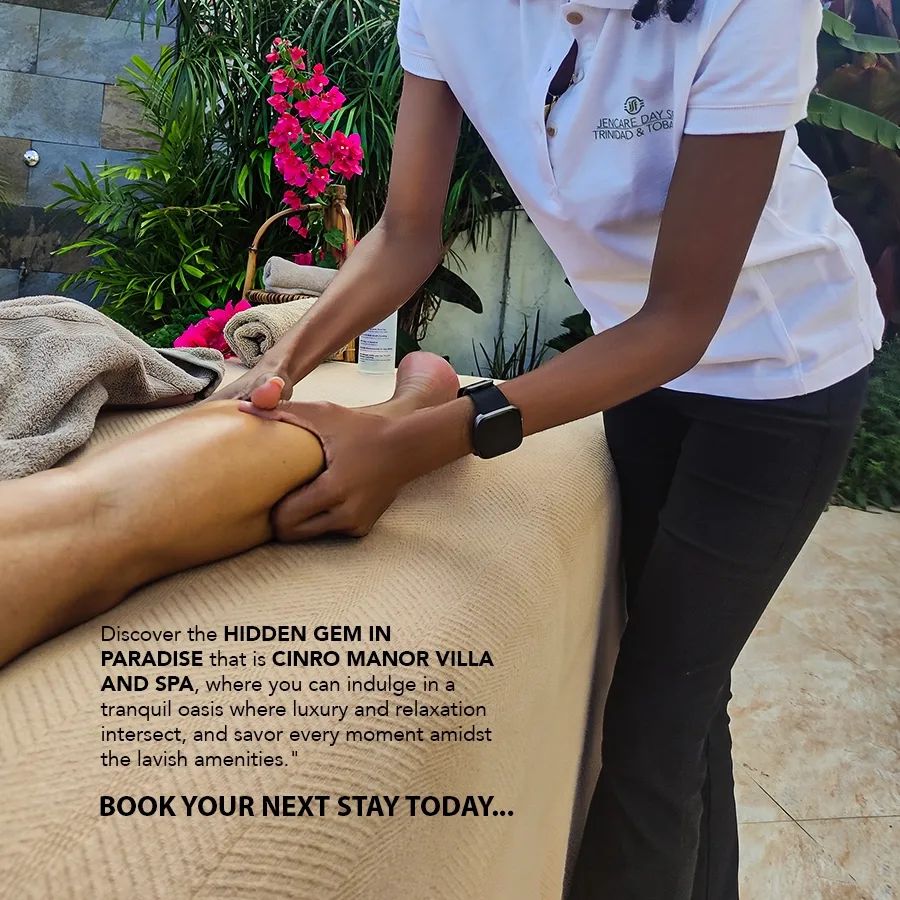 JENCARE DAY
TRINIDAD &
Discover the HIDDEN GEM IN
PARADISE that is CINRO MANOR VILLA
AND SPA, where you can indulge in a
tranquil oasis where luxury and relaxation
intersect, and savor every moment amidst
the lavish amenities."
BOOK YOUR NEXT STAY TODAY...